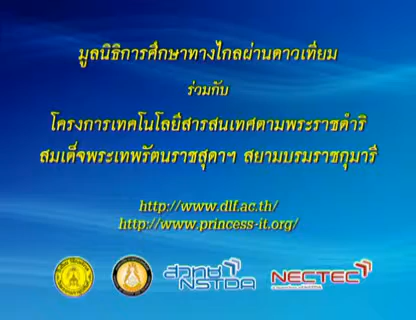 มูลนิธิการศึกษาทางไกลผ่านดาวเทียม
ร่วมกับ
โครงการเทคโนโลยีสารสนเทศตามพระราชดำริ
สมเด็จพระเทพรัตนราชสุดาฯ สยามบรมราชกุมารี
http://www.dlf.ac.th/
http://www.princess-it.org/
สวทช
NSTDA
NECTEC